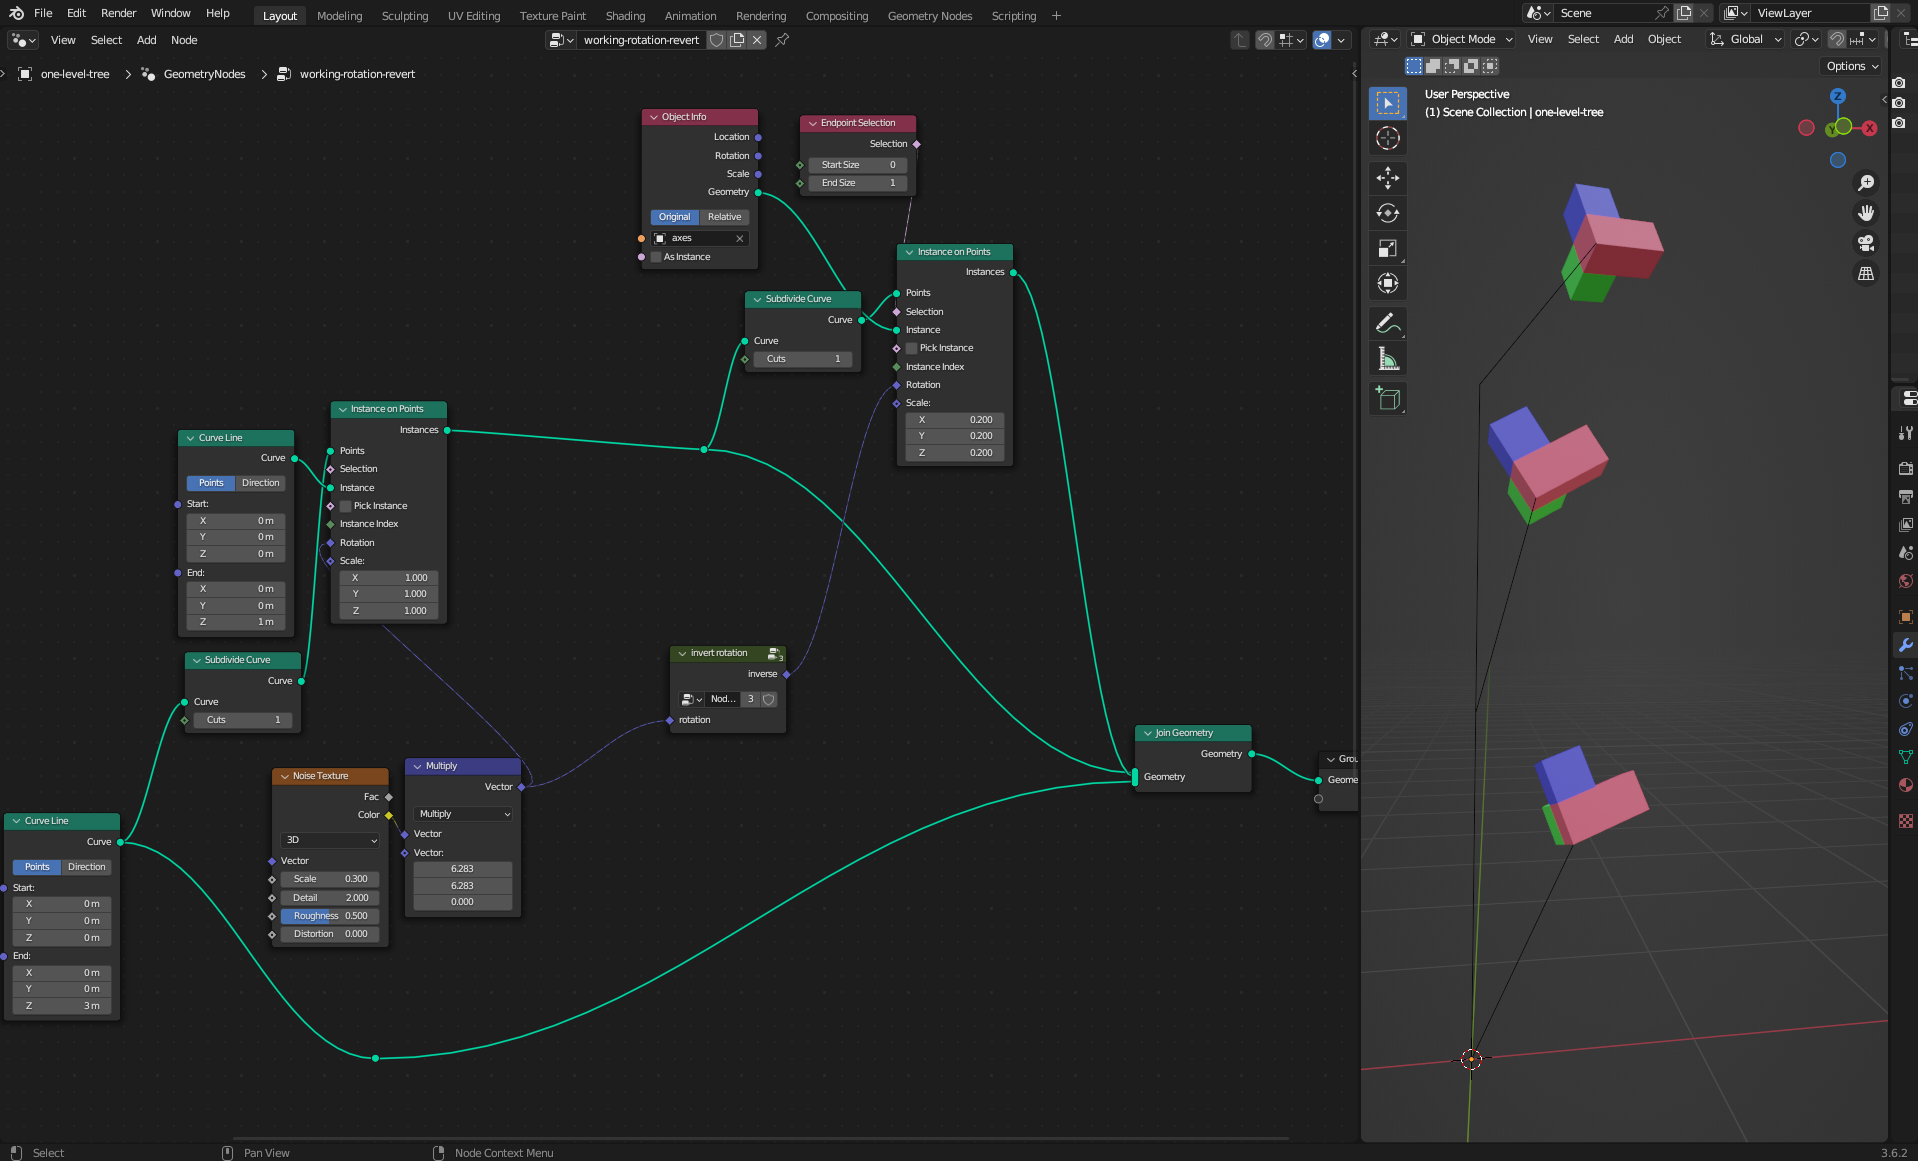 File Edit Render Window Help Layout Modeling Sculpting UV Editing Texture Paint Shading Animation Rendering Compositing Geometry Nodes Scripting + Scene ViewLayer
View Select Add Node working-rotation-revert Object Mode View Select Add Object Global
one-level-tree > GeometryNodes > working-rotation-revert
Options
User Perspective
(1) Scene Collection | one-level-tree
Z
Y
X
Object Info
Location
Rotation
Scale
Geometry
Original Relative
axes
As Instance
Endpoint Selection
Selection
Start Size 0
End Size 1
Instance on Points
Instances
Points
Selection
Instance
Pick Instance
Instance Index
Rotation
Scale:
X 0.200
Y 0.200
Z 0.200
Subdivide Curve
Curve
Curve
Cuts 1
Instance on Points
Instances
Points
Selection
Instance
Pick Instance
Instance Index
Rotation
Scale:
X 1.000
Y 1.000
Z 1.000
Curve Line
Curve
Points Direction
Start:
X 0 m
Y 0 m
Z 0 m
End:
X 0 m
Y 0 m
Z 1 m
Subdivide Curve
Curve
Curve
Cuts 1
invert rotation
3
inverse
Nod... 3
rotation
Noise Texture
Fac
Color
3D
Vector
Scale 0.300
Detail 2.000
Roughness 0.500
Distortion 0.000
Multiply
Vector
Multiply
Vector
Vector:
6.283
6.283
0.000
Curve Line
Curve
Points Direction
Start:
X 0 m
Y 0 m
Z 0 m
End:
X 0 m
Y 0 m
Z 3 m
Join Geometry
Geometry
Geometry
Grou
Geome
Select Pan View Node Context Menu 3.6.2